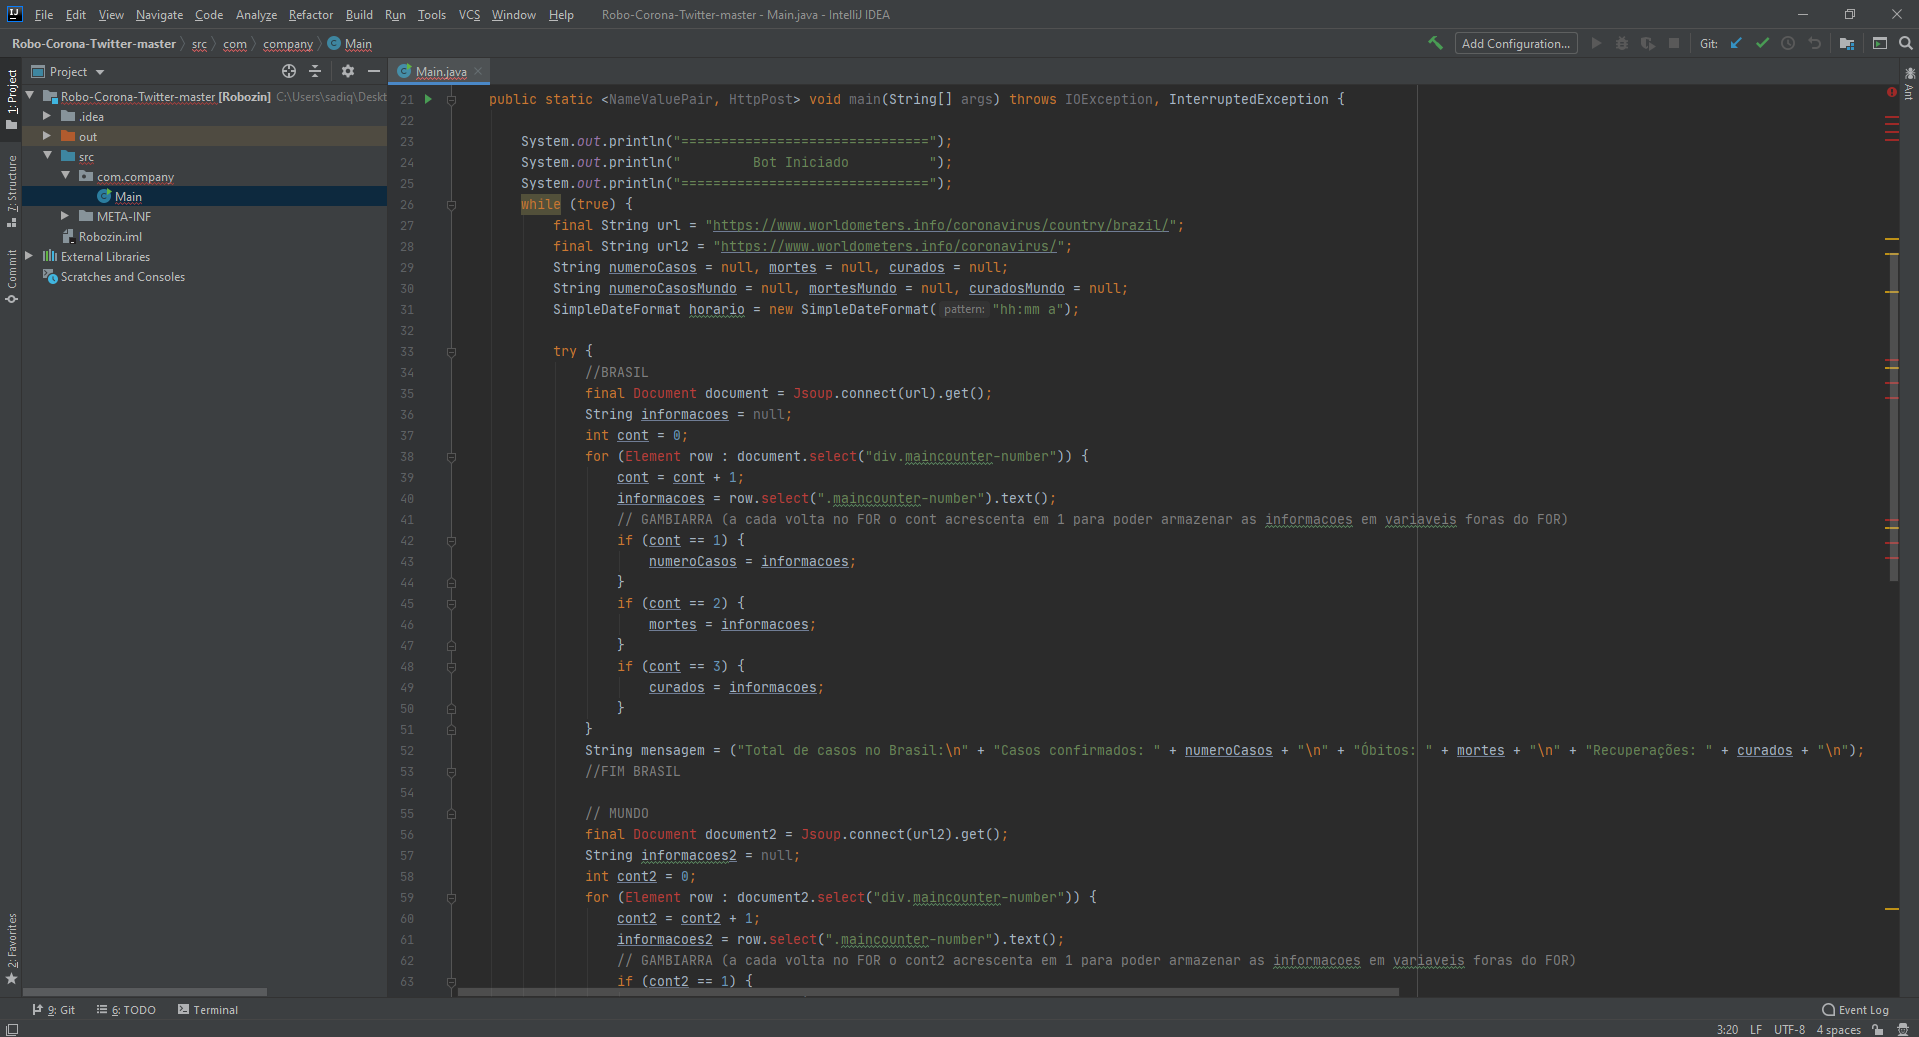 File Edit View Navigate Code Analyze Refactor Build Run Tools VCS Window Help Robo-Corona-Twitter-master - Main.java - IntelliJ IDEA
Robo-Corona-Twitter-master src com company Main Add Configuration... Git:
Project Main.java
1: Project
7: Structure
Commit
2: Favorites
Ant
Robo-Corona-Twitter-master [Robozin] C:\Users\sadiq\Deskt
.idea
out
src
com.company
Main
META-INF
Robozin.iml
External Libraries
Scratches and Consoles
21 public static <NameValuePair, HttpPost> void main(String[] args) throws IOException, InterruptedException {
22
23 System.out.println("===============================");
24 System.out.println("         Bot Iniciado          ");
25 System.out.println("===============================");
26 while (true) {
27 final String url = "https://www.worldometers.info/coronavirus/country/brazil/";
28 final String url2 = "https://www.worldometers.info/coronavirus/";
29 String numeroCasos = null, mortes = null, curados = null;
30 String numeroCasosMundo = null, mortesMundo = null, curadosMundo = null;
31 SimpleDateFormat horario = new SimpleDateFormat( pattern: "hh:mm a");
32
33 try {
34 //BRASIL
35 final Document document = Jsoup.connect(url).get();
36 String informacoes = null;
37 int cont = 0;
38 for (Element row : document.select("div.maincounter-number")) {
39 cont = cont + 1;
40 informacoes = row.select(".maincounter-number").text();
41 // GAMBIARRA (a cada volta no FOR o cont acrescenta em 1 para poder armazenar as informacoes em variaveis foras do FOR)
42 if (cont == 1) {
43 numeroCasos = informacoes;
44 }
45 if (cont == 2) {
46 mortes = informacoes;
47 }
48 if (cont == 3) {
49 curados = informacoes;
50 }
51 }
52 String mensagem = ("Total de casos no Brasil:\n" + "Casos confirmados: " + numeroCasos + "\n" + "Óbitos: " + mortes + "\n" + "Recuperações: " + curados + "\n");
53 //FIM BRASIL
54
55 // MUNDO
56 final Document document2 = Jsoup.connect(url2).get();
57 String informacoes2 = null;
58 int cont2 = 0;
59 for (Element row : document2.select("div.maincounter-number")) {
60 cont2 = cont2 + 1;
61 informacoes2 = row.select(".maincounter-number").text();
62 // GAMBIARRA (a cada volta no FOR o cont2 acrescenta em 1 para poder armazenar as informacoes em variaveis foras do FOR)
63 if (cont2 == 1) {
9: Git 6: TODO Terminal Event Log
3:20 LF UTF-8 4 spaces